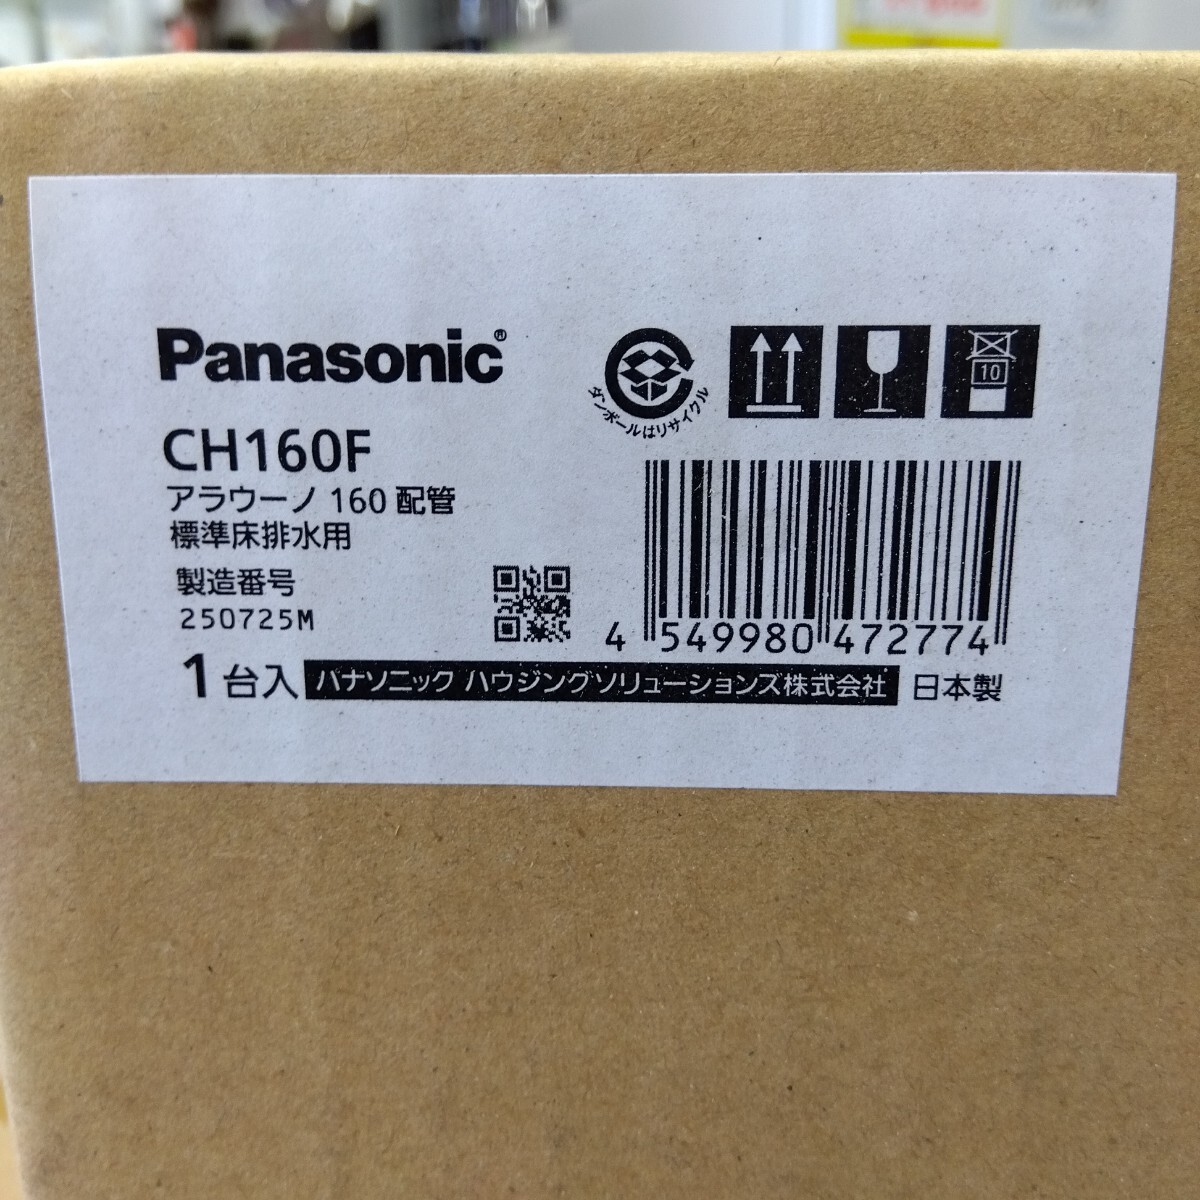 Panasonic®
ダンボールはリサイクル
10
CH160F
アラウーノ 160 配管
標準床排水用
製造番号
250725M
4 549980 472774
1台入 パナソニック ハウジングソリューションズ株式会社 日本製